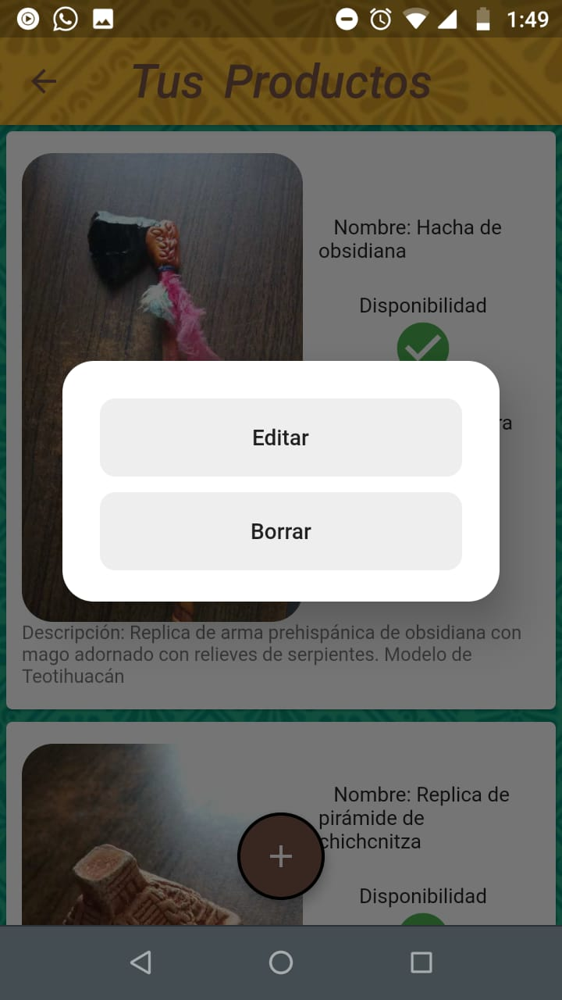 1:49
Tus Productos
Nombre: Hacha de
obsidiana
Disponibilidad
ra
Editar
Borrar
Descripción: Replica de arma prehispánica de obsidiana con
mago adornado con relieves de serpientes. Modelo de
Teotihuacán
Nombre: Replica de
pirámide de
chichcnitza
Disponibilidad